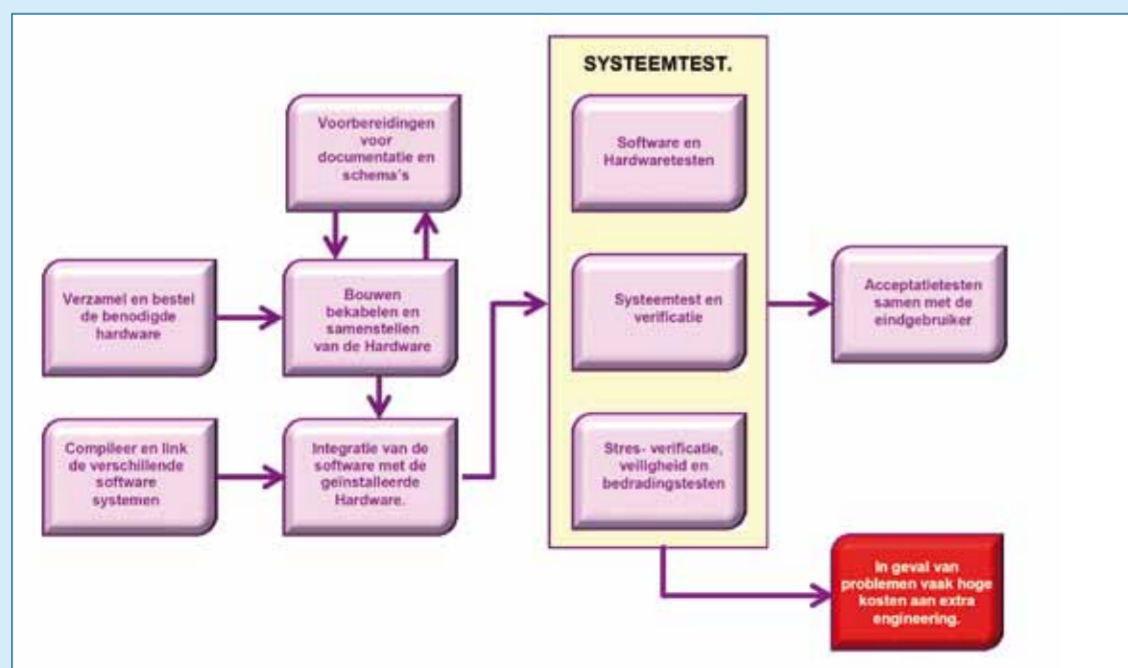 SYSTEEMTEST.
Voorbereidingen
voor
documentatie en
schema´s
Software en
Hardwaretesten
Verzamel en bestel
de benodigde
hardware
Bouwen
bekabelen en
samenstellen
van de Hardware
Systeemtest en
verificatie
Acceptatietesten
samen met de
eindgebruiker
Compileer en link
de verschillende
software
systemen
Integratie van de
software met de
geïnstalleerde
Hardware.
Stres- verificatie,
veiligheid en
bedradingstesten
In geval van
problemen vaak hoge
kosten aan extra
engineering.